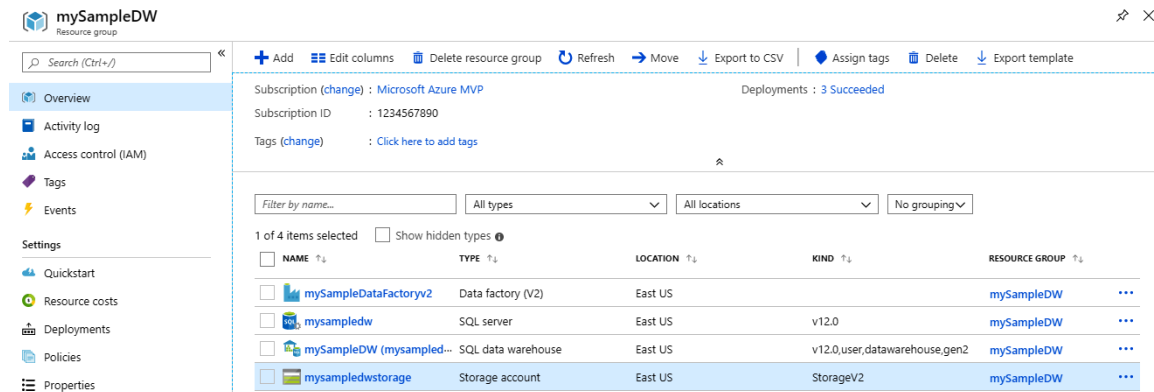 mySampleDW
Resource group
Search (Ctrl+/)
«
Overview
Activity log
Access control (IAM)
Tags
Events
Settings
Quickstart
Resource costs
Deployments
Policies
Properties
Add Edit columns Delete resource group Refresh Move Export to CSV Assign tags Delete Export template
Subscription (change) : Microsoft Azure MVP Deployments : 3 Succeeded
Subscription ID : 1234567890
Tags (change) : Click here to add tags
Filter by name... All types All locations No grouping
1 of 4 items selected Show hidden types
NAME TYPE LOCATION KIND RESOURCE GROUP
mySampleDataFactoryv2 Data factory (V2) East US mySampleDW ...
mysampledw SQL server East US v12.0 mySampleDW ...
mySampleDW (mysampled... SQL data warehouse East US v12.0,user,datawarehouse,gen2 mySampleDW ...
mysampledwstorage Storage account East US StorageV2 mySampleDW ...